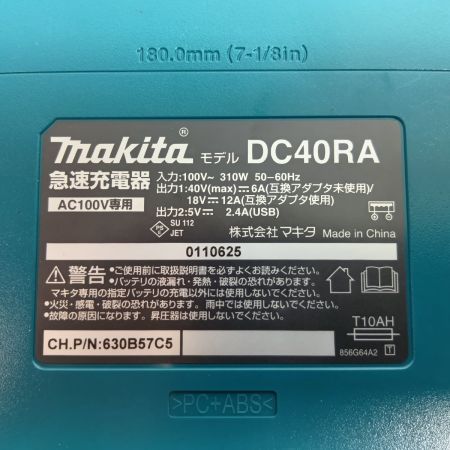 180.0mm (7-1/8in)
makita® モデル DC40RA
急速充電器 入力:100V~ 310W 50-60Hz
AC100V専用 出力1:40V(max)⎓6A(互換アダプタ未使用)/
18V⎓12A(互換アダプタ使用)
出力2:5V⎓ 2.4A(USB)
PS E SU 112 JET 株式会社マキタ Made in China
0110625
⚠警告 •ご使用前に取扱説明書を必ずよくお読みください。
•バッテリの液漏れ・発熱・破裂の恐れがあります。
マキタ専用の指定バッテリの充電以外には使用しないでください。
•火災・感電・破裂の恐れがあります。雨中では使用しないでください。
•故障の原因になります。昇圧器は使用しないでください。
T10AH
CH.P/N:630B57C5 856G64A2 T
>PC+ABS<